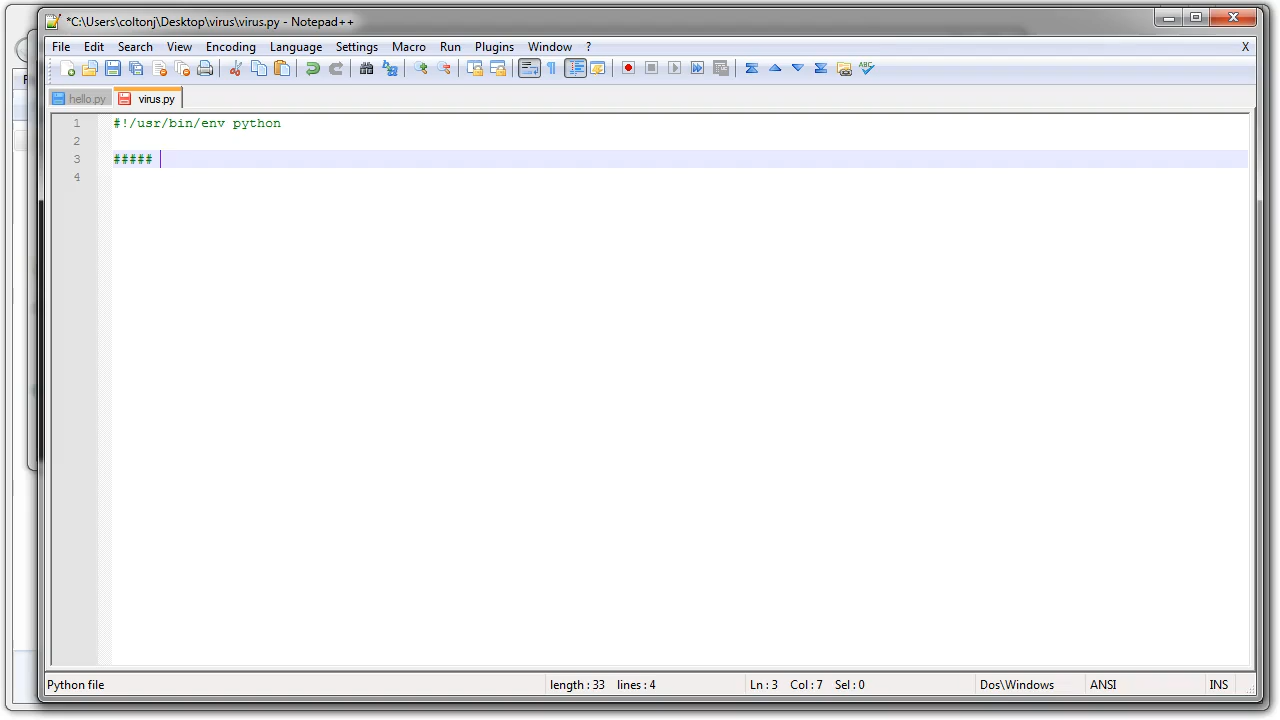 *C:\Users\coltonj\Desktop\virus\virus.py - Notepad++
File Edit Search View Encoding Language Settings Macro Run Plugins Window ? X
hello.py virus.py
1 #!/usr/bin/env python
2
3 #####
4
Python file length : 33 lines : 4 Ln : 3 Col : 7 Sel : 0 Dos\Windows ANSI INS